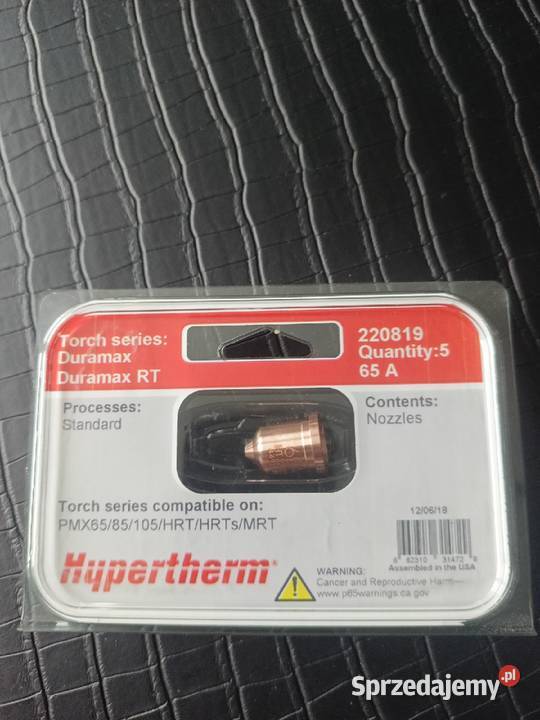 Torch series:
Duramax
Duramax RT
220819
Quantity:5
65 A
Processes:
Standard
Contents:
Nozzles
Torch series compatible on:
PMX65/85/105/HRT/HRTs/MRT
12/06/18
Hypertherm
WARNING:
Cancer and Reproductive Harm—
www.p65warnings.ca.gov
Assembled in the USA
Sprzedajemy.pl